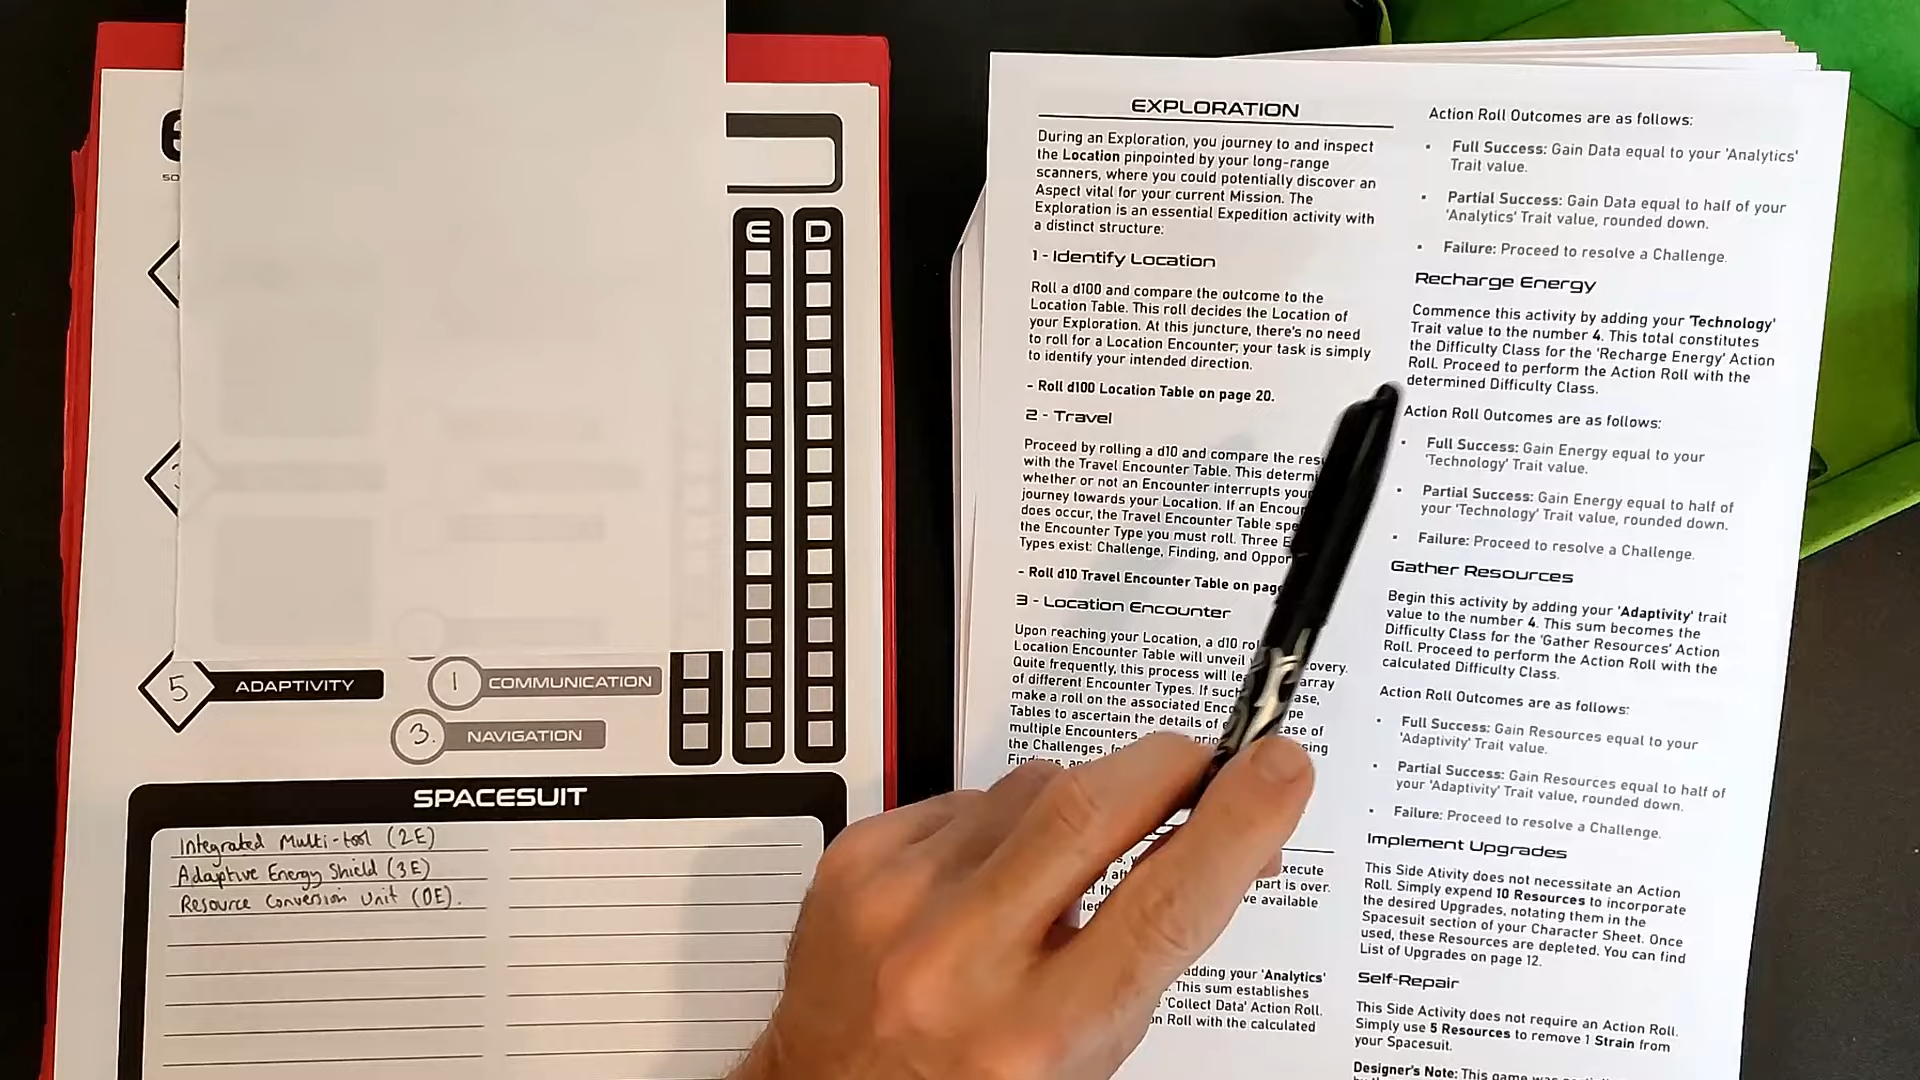 E D
5 ADAPTIVITY
1 COMMUNICATION
3. NAVIGATION
SPACESUIT
Integrated Multi-tool (2E)
Adaptive Energy Shield (3E)
Resource Conversion Unit (0E).
EXPLORATION
During an Exploration, you journey to and inspect
the Location pinpointed by your long-range
scanners, where you could potentially discover an
Aspect vital for your current Mission. The
Exploration is an essential Expedition activity with
a distinct structure:
1 - Identify Location
Roll a d100 and compare the outcome to the
Location Table. This roll decides the Location of
your Exploration. At this juncture, there's no need
to roll for a Location Encounter; your task is simply
to identify your intended direction.
- Roll d100 Location Table on page 20.
2 - Travel
Proceed by rolling a d10 and compare the
with the Travel Encounter Table. This
whether or not an Encounter interrupts
journey towards your Location. If an
does occur, the Travel Encounter Table
the Encounter Type you must roll. Three
Types exist: Challenge, Finding, and
- Roll d10 Travel Encounter Table on
3 - Location Encounter
Upon reaching your Location, a d10
Location Encounter Table will unveil
Quite frequently, this process will array
of different Encounter Types. If such
make a roll on the associated
Tables to ascertain the details of of
multiple Encounters,
the Challenges,
part is over.
available
adding your 'Analytics'
This sum establishes
'Collect Data' Action Roll.
Roll with the calculated
Action Roll Outcomes are as follows:
• Full Success: Gain Data equal to your 'Analytics'
Trait value.
• Partial Success: Gain Data equal to half of your
'Analytics' Trait value, rounded down.
• Failure: Proceed to resolve a Challenge.
Recharge Energy
Commence this activity by adding your 'Technology'
Trait value to the number 4. This total constitutes
the Difficulty Class for the 'Recharge Energy' Action
Roll. Proceed to perform the Action Roll with the
determined Difficulty Class.
Action Roll Outcomes are as follows:
• Full Success: Gain Energy equal to your
'Technology' Trait value.
• Partial Success: Gain Energy equal to half of
your 'Technology' Trait value, rounded down.
• Failure: Proceed to resolve a Challenge.
Gather Resources
Begin this activity by adding your 'Adaptivity' trait
value to the number 4. This sum becomes the
Difficulty Class for the 'Gather Resources' Action
Roll. Proceed to perform the Action Roll with the
calculated Difficulty Class.
Action Roll Outcomes are as follows:
• Full Success: Gain Resources equal to your
'Adaptivity' Trait value.
• Partial Success: Gain Resources equal to half of
your 'Adaptivity' Trait value, rounded down.
• Failure: Proceed to resolve a Challenge.
Implement Upgrades
This Side Ativity does not necessitate an Action
Roll. Simply expend 10 Resources to incorporate
the desired Upgrades, notating them in the
Spacesuit section of your Character Sheet. Once
used, these Resources are depleted. You can find
List of Upgrades on page 12.
Self-Repair
This Side Activity does not require an Action Roll.
Simply use 5 Resources to remove 1 Strain from
your Spacesuit.
Designer's Note: This game was